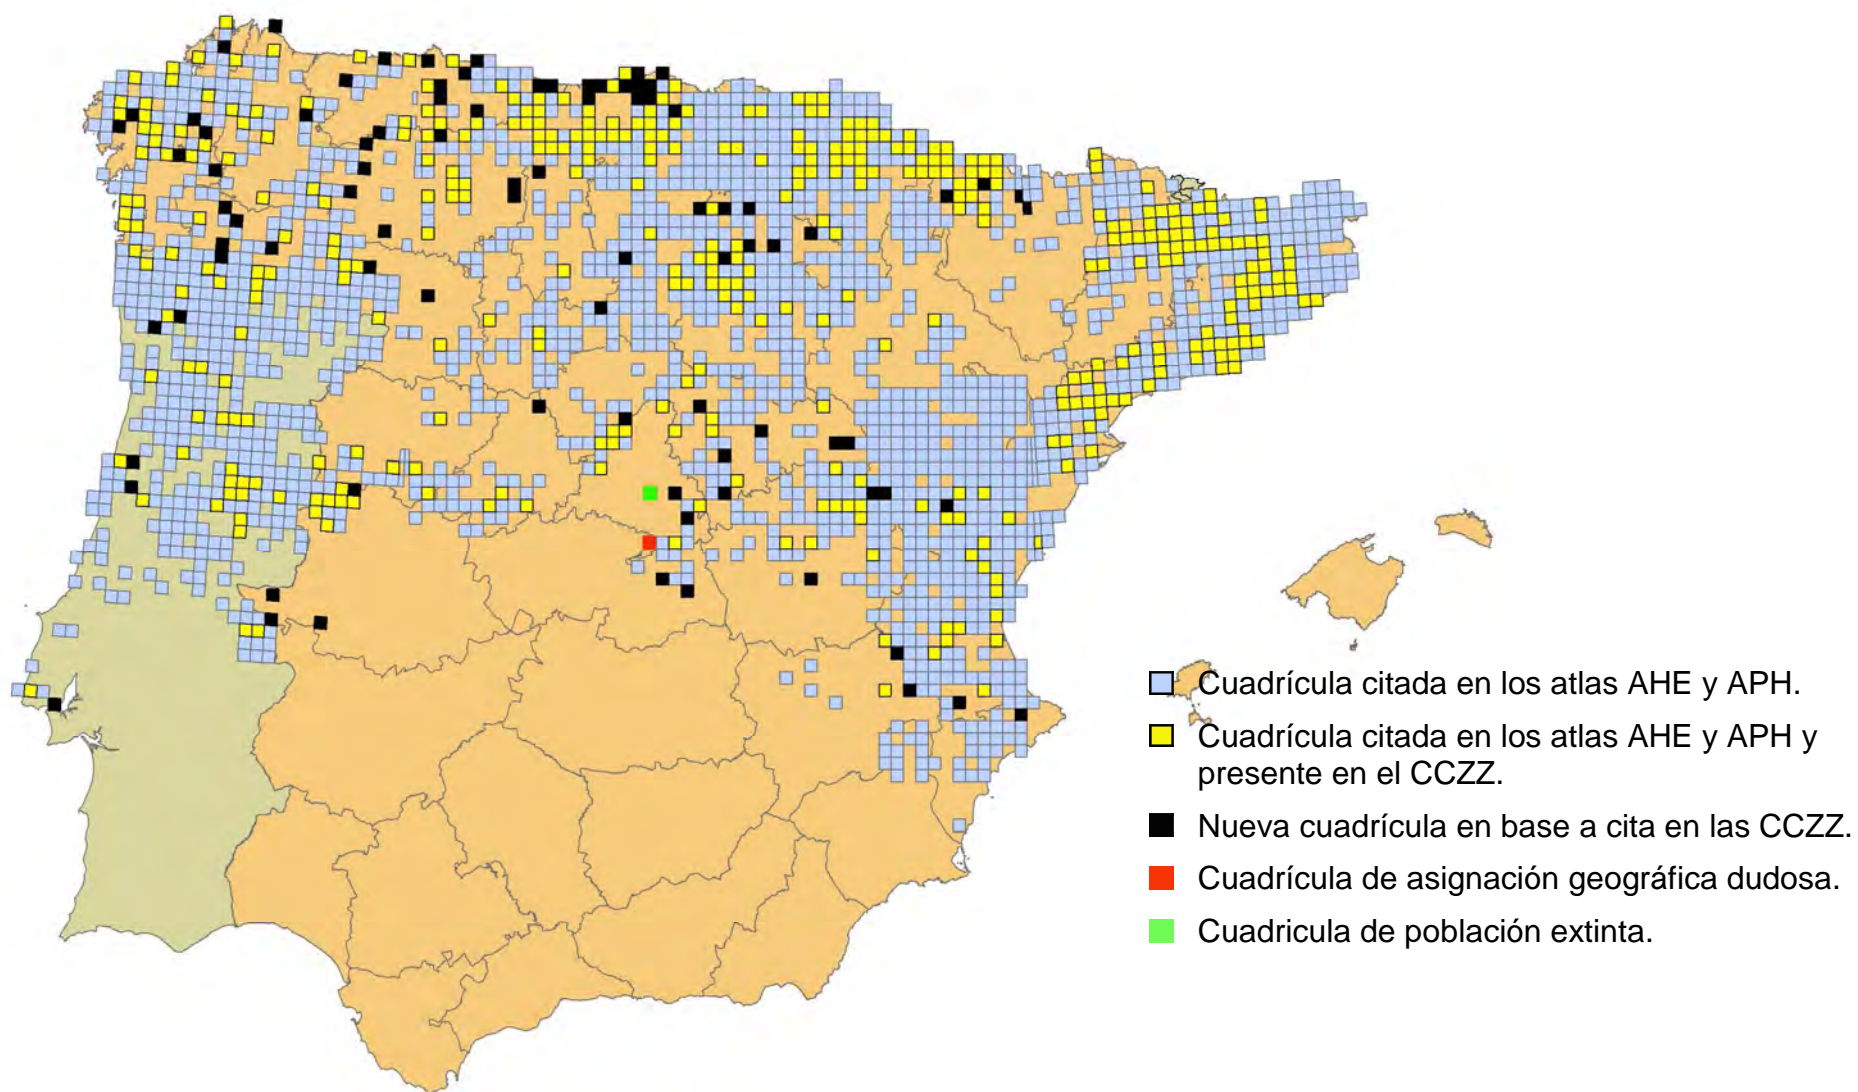 Cuadrícula citada en los atlas AHE y APH.
Cuadrícula citada en los atlas AHE y APH y
presente en el CCZZ.
Nueva cuadrícula en base a cita en las CCZZ.
Cuadrícula de asignación geográfica dudosa.
Cuadricula de población extinta.